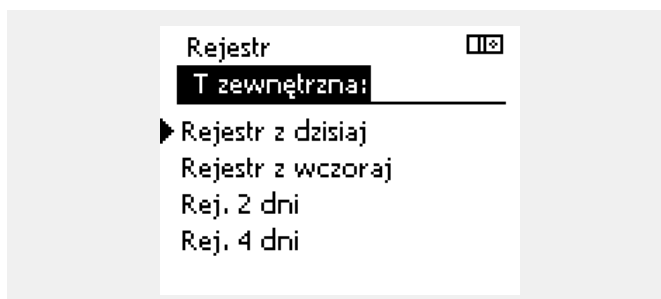 Rejestr
T zewnętrzna:
Rejestr z dzisiaj
Rejestr z wczoraj
Rej. 2 dni
Rej. 4 dni